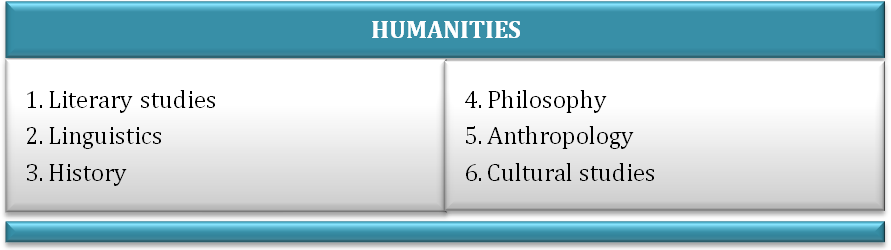 HUMANITIES
1. Literary studies
2. Linguistics
3. History
4. Philosophy
5. Anthropology
6. Cultural studies